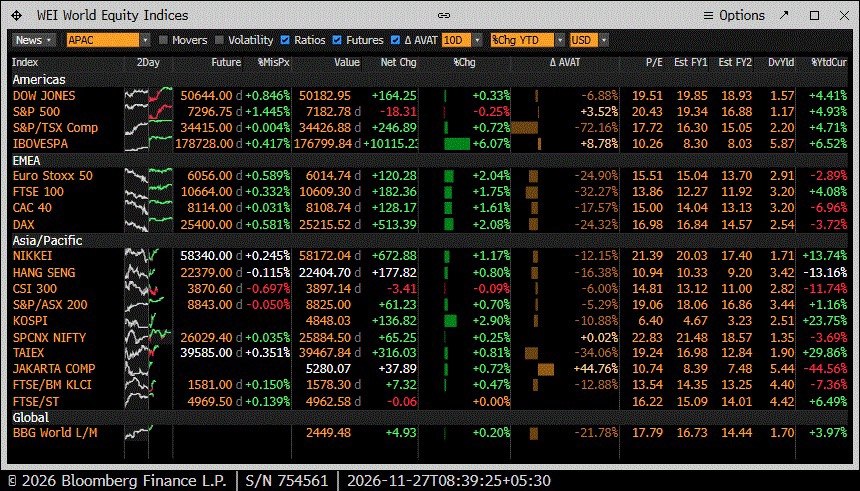 WEI World Equity Indices Options
News APAC Movers Volatility Ratios Futures Δ AVAT 10D %Chg YTD USD
Index 2Day Future %MisPx Value Net Chg %Chg Δ AVAT P/E Est FY1 Est FY2 DvYld %YtdCur
Americas
DOW JONES 50644.00 d +0.846% 50182.95 +164.25 +0.33% -6.88% 19.51 19.85 18.93 1.57 +4.41%
S&P 500 7296.75 d +1.445% 7182.78 d -18.31 -0.25% +3.52% 20.43 19.34 16.88 1.17 +4.93%
S&P/TSX Comp 34415.00 d +0.004% 34426.88 d +246.89 +0.72% -72.16% 17.72 16.30 15.05 2.20 +4.71%
IBOVESPA 178728.00 d +0.417% 176799.84 d +10115.23 +6.07% +8.78% 10.26 8.30 8.03 5.87 +6.52%
EMEA
Euro Stoxx 50 6056.00 d +0.589% 6014.74 d +120.28 +2.04% -24.90% 15.51 15.04 13.70 2.91 -2.89%
FTSE 100 10664.00 d +0.332% 10609.30 d +182.36 +1.75% -32.27% 13.86 12.27 11.92 3.20 +4.08%
CAC 40 8114.00 d +0.031% 8108.74 d +128.17 +1.61% -17.57% 15.00 14.04 13.13 3.20 -6.96%
DAX 25400.00 d +0.581% 25215.52 d +513.39 +2.08% -24.32% 16.98 16.84 14.57 2.54 -3.72%
Asia/Pacific
NIKKEI 58340.00 d +0.245% 58172.04 d +672.88 +1.17% -12.15% 21.39 20.03 17.40 1.71 +13.74%
HANG SENG 22379.00 d -0.115% 22404.70 d +177.82 +0.80% -16.38% 10.94 10.33 9.20 3.42 -13.16%
CSI 300 3870.60 d -0.697% 3897.14 d -3.41 -0.09% -6.00% 14.81 13.12 11.00 2.82 -11.74%
S&P/ASX 200 8843.00 d -0.050% 8825.00 +61.23 +0.70% -5.29% 19.06 18.06 16.86 3.44 +1.16%
KOSPI 4848.03 +136.82 +2.90% -10.88% 6.40 4.67 3.23 2.51 +23.75%
SPCNX NIFTY 26029.40 d +0.035% 25884.50 d +65.25 +0.25% +0.02% 22.83 21.48 18.57 1.35 -3.69%
TAIEX 39585.00 d +0.351% 39467.84 d +316.03 +0.81% -34.06% 19.24 16.98 12.84 1.90 +29.86%
JAKARTA COMP 5280.07 +37.89 +0.72% +44.76% 10.74 8.39 7.48 5.44 -44.56%
FTSE/BM KLCI 1581.00 d +0.150% 1578.30 d +7.32 +0.47% -12.88% 13.54 14.35 13.25 4.40 -7.36%
FTSE/ST 4969.50 d +0.139% 4962.58 d -0.06 +0.00% 16.22 15.09 14.01 4.42 +6.49%
Global
BBG World L/M 2449.48 +4.93 +0.20% -21.78% 17.79 16.73 14.44 1.70 +3.97%
© 2026 Bloomberg Finance L.P. | S/N 754561 | 2026-11-27T08:39:25+05:30